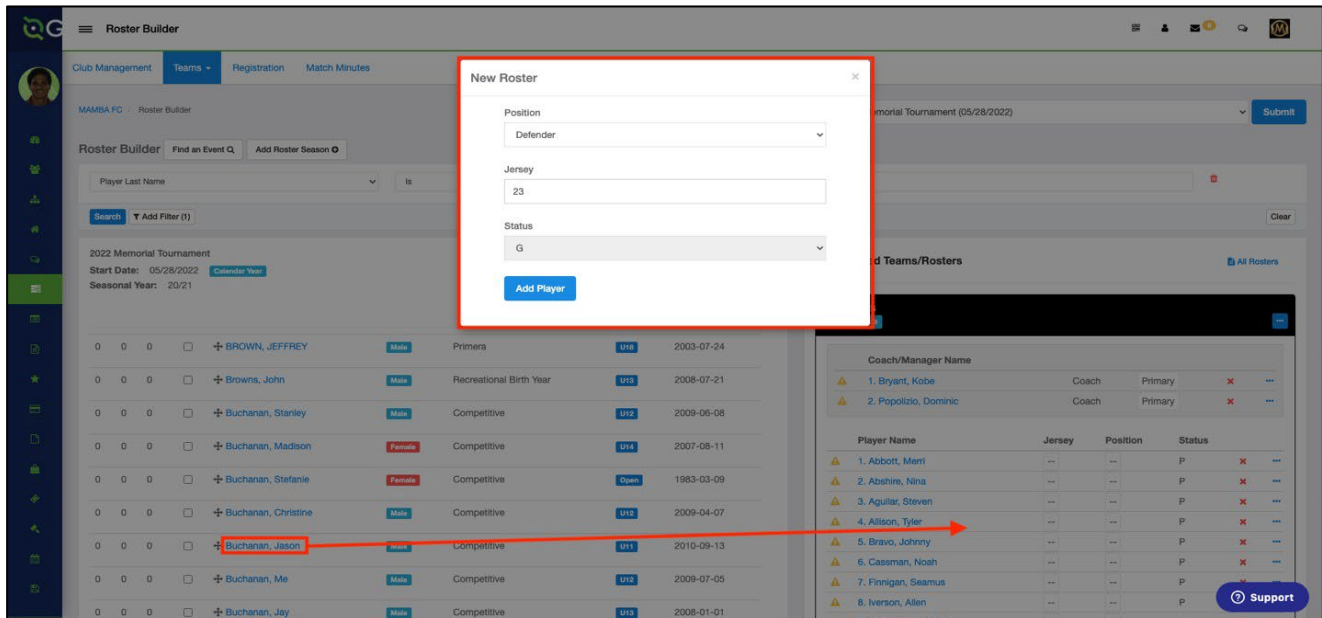 G Roster Builder
Club Management Teams Registration Match Minutes
MAMBA FC / Roster Builder
Roster Builder Find an Event Add Roster Season
Player Last Name Is
Search Add Filter (1) Clear
New Roster ×
Position
Defender
Jersey
23
Status
G
Add Player
emorial Tournament (05/28/2022) Submit
2022 Memorial Tournament
Start Date: 05/28/2022 Calendar Year
Seasonal Year: 20/21
d Teams/Rosters All Rosters
0 0 0 BROWN, JEFFREY Male Primera U18 2003-07-24
0 0 0 Browns, John Male Recreational Birth Year U13 2008-07-21
0 0 0 Buchanan, Stanley Male Competitive U12 2009-06-08
0 0 0 Buchanan, Madison Female Competitive U14 2007-08-11
0 0 0 Buchanan, Stefanie Female Competitive Open 1983-03-09
0 0 0 Buchanan, Christine Male Competitive U12 2009-04-07
0 0 0 Buchanan, Jason Male Competitive U11 2010-09-13
0 0 0 Buchanan, Me Male Competitive U12 2009-07-05
0 0 0 Buchanan, Jay Male Competitive U13 2008-01-01
Coach/Manager Name
1. Bryant, Kobe Coach Primary
2. Popolizio, Dominic Coach Primary
Player Name Jersey Position Status
1. Abbott, Merri -- -- P
2. Abshire, Nina -- -- P
3. Aguilar, Steven -- -- P
4. Allison, Tyler -- -- P
5. Bravo, Johnny -- -- P
6. Cassman, Noah -- -- P
7. Finnigan, Seamus -- -- P
8. Iverson, Allen -- -- P
Support